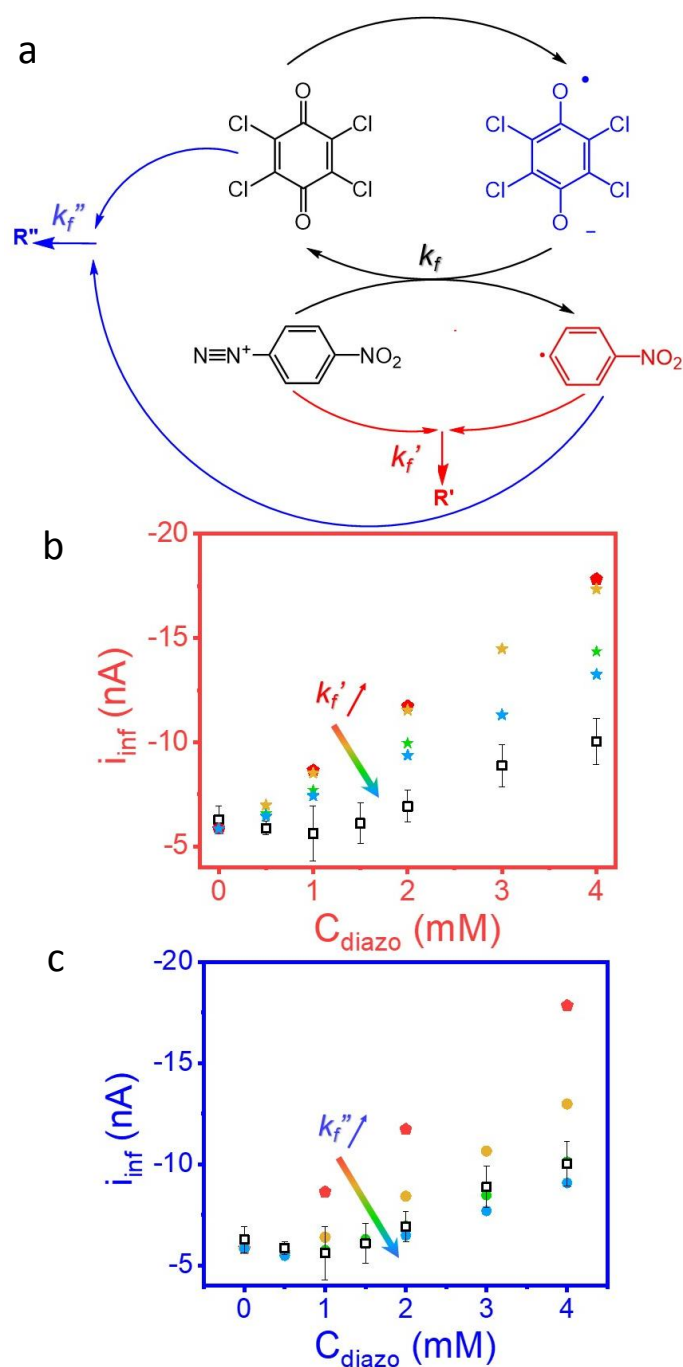 a
O
O •
Cl Cl Cl Cl
Cl Cl Cl Cl
O
O –
k_f"
R"
k_f
N≡N⁺ NO₂ • NO₂
k_f'
R'
b
-20
-15
-10
-5
k_f'
i_inf (nA)
0 1 2 3 4
C_diazo (mM)
c
-20
-15
-10
-5
k_f"
i_inf (nA)
0 1 2 3 4
C_diazo (mM)